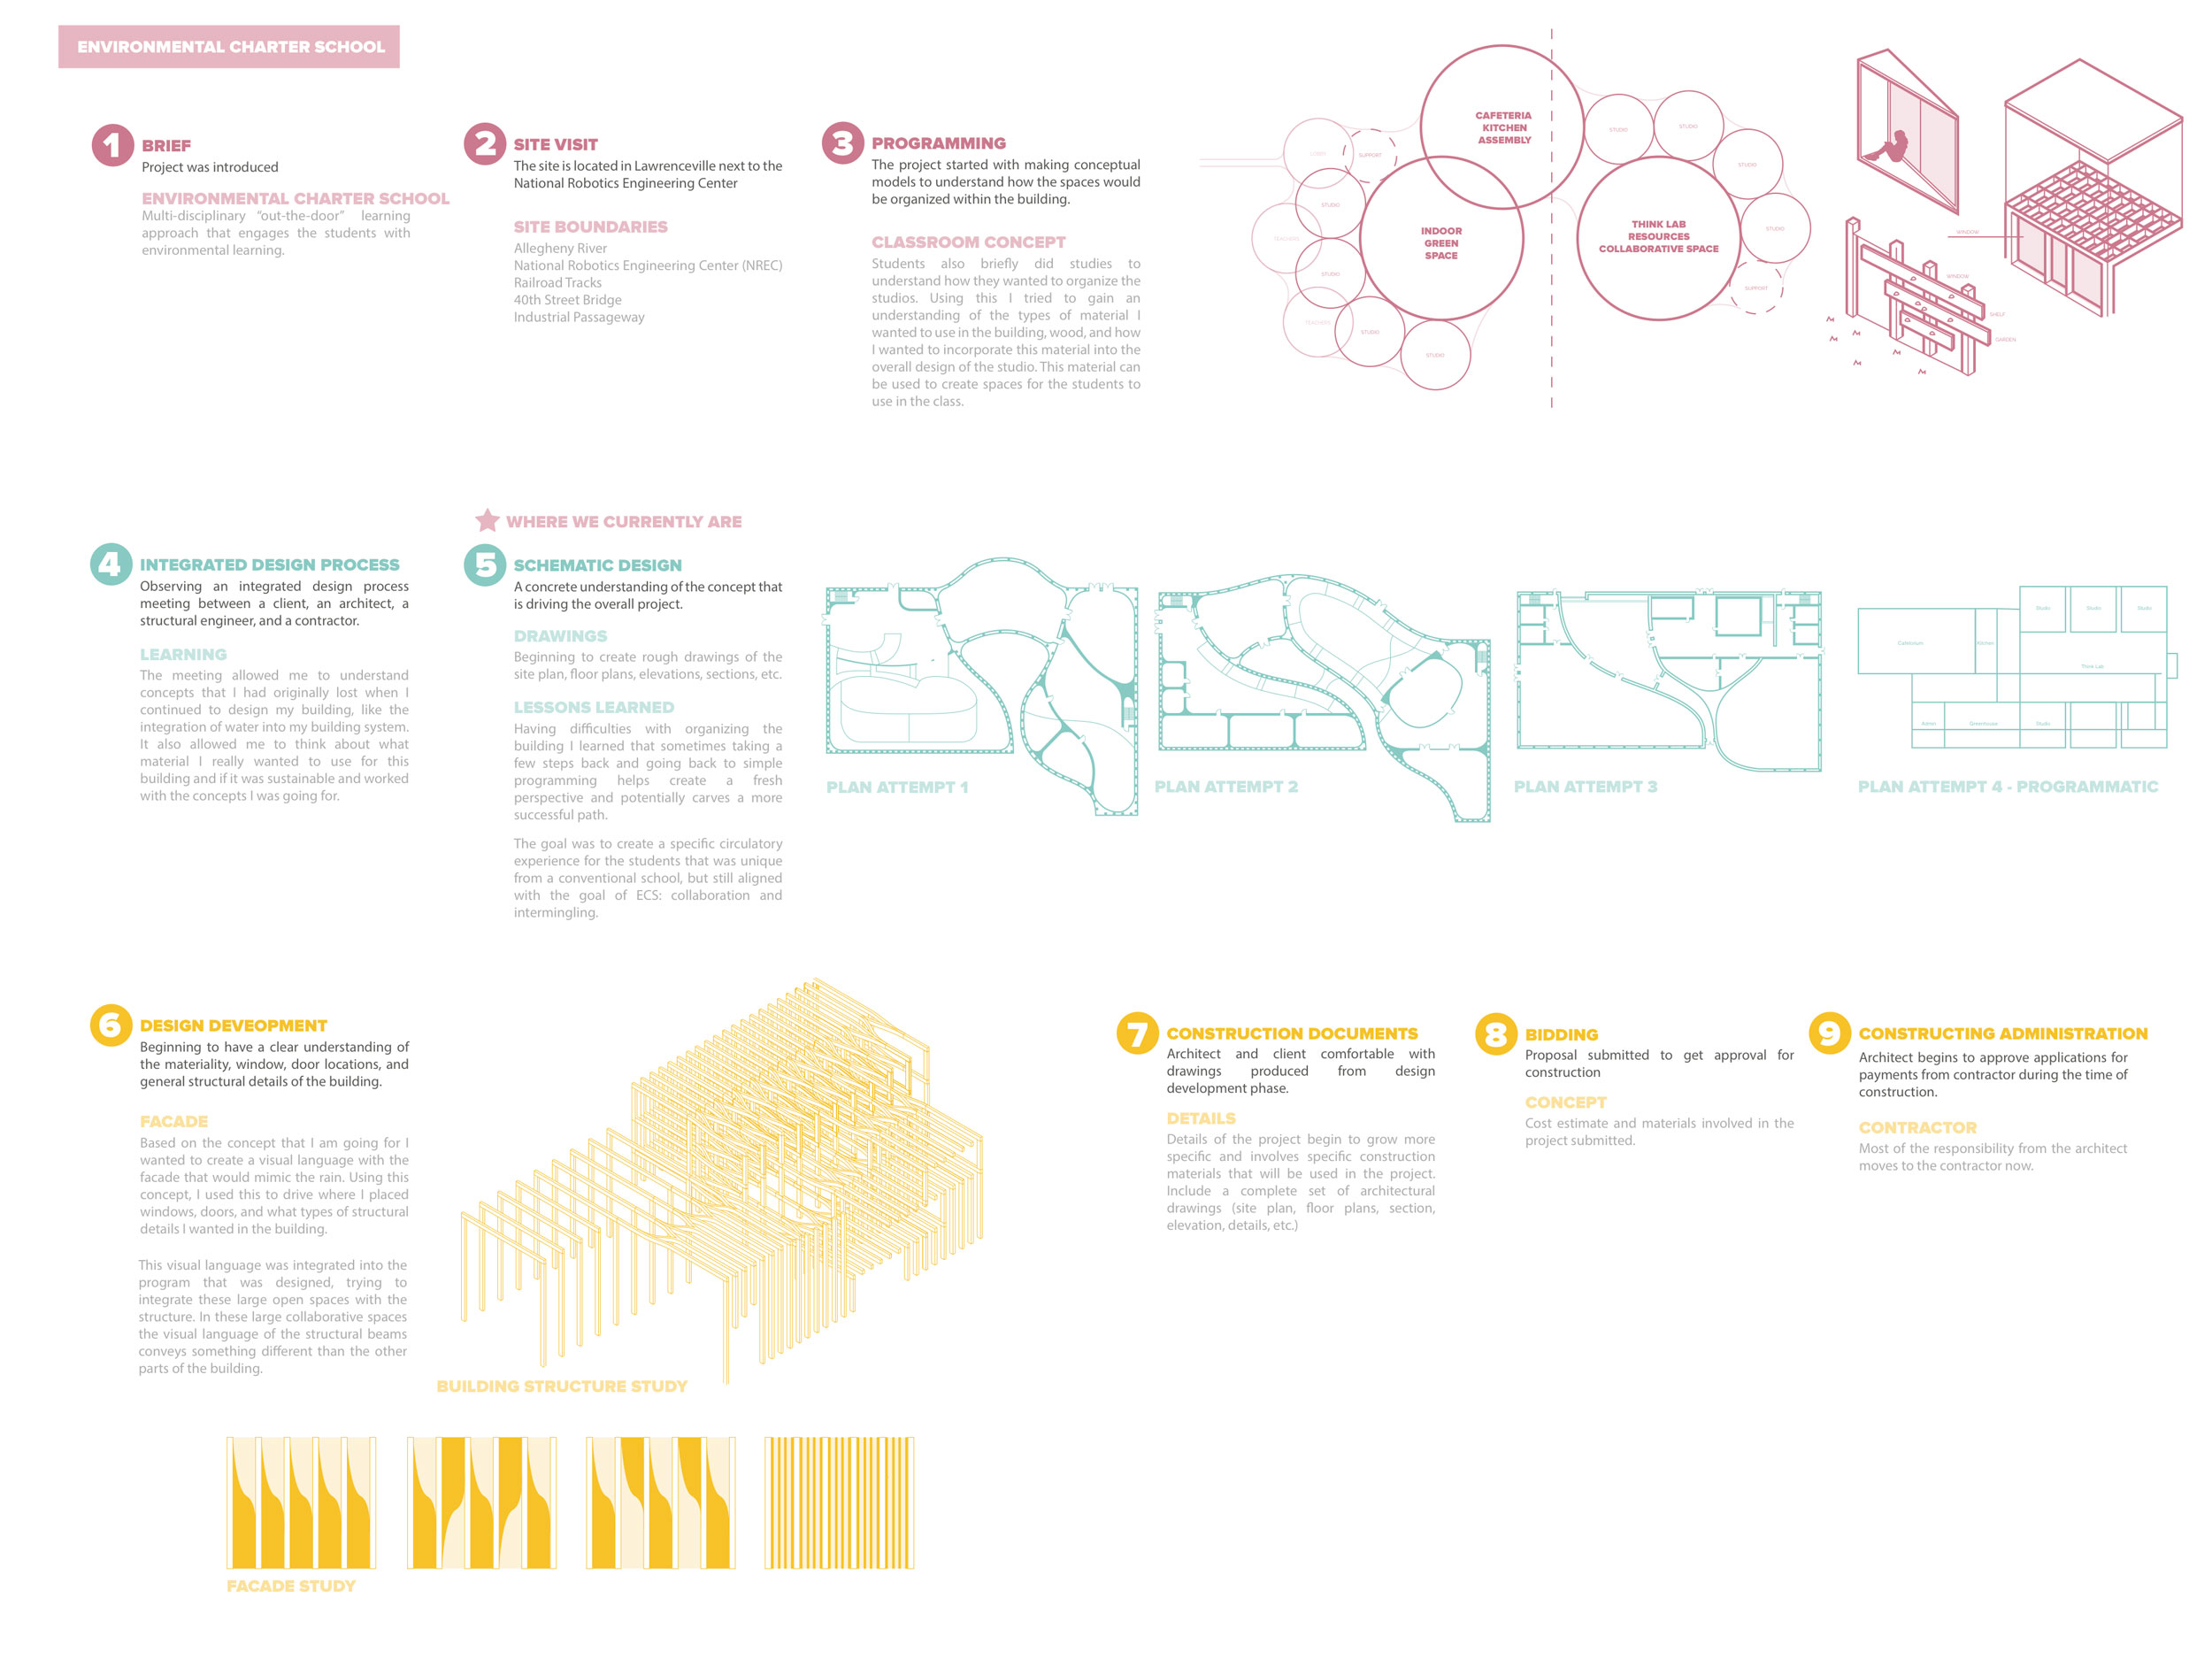 ENVIRONMENTAL CHARTER SCHOOL
1
BRIEF
Project was introduced
ENVIRONMENTAL CHARTER SCHOOL
Multi-disciplinary “out-the-door” learning
approach that engages the students with
environmental learning.
2
SITE VISIT
The site is located in Lawrenceville next to the
National Robotics Engineering Center
SITE BOUNDARIES
Allegheny River
National Robotics Engineering Center (NREC)
Railroad Tracks
40th Street Bridge
Industrial Passageway
3
PROGRAMMING
The project started with making conceptual
models to understand how the spaces would
be organized within the building.
CLASSROOM CONCEPT
Students also briefly did studies to
understand how they wanted to organize the
studios. Using this I tried to gain an
understanding of the types of material I
wanted to use in the building, wood, and how
I wanted to incorporate this material into the
overall design of the studio. This material can
be used to create spaces for the students to
use in the class.
CAFETERIA
KITCHEN
ASSEMBLY
INDOOR
GREEN
SPACE
THINK LAB
RESOURCES
COLLABORATIVE SPACE
LOBBY
SUPPORT
STUDIO
TEACHERS
STUDIO
TEACHERS
STUDIO
STUDIO
STUDIO
STUDIO
STUDIO
STUDIO
SUPPORT
WINDOW
WINDOW
SHELF
GARDEN
4
INTEGRATED DESIGN PROCESS
Observing an integrated design process
meeting between a client, an architect, a
structural engineer, and a contractor.
LEARNING
The meeting allowed me to understand
concepts that I had originally lost when I
continued to design my building, like the
integration of water into my building system.
It also allowed me to think about what
material I really wanted to use for this
building and if it was sustainable and worked
with the concepts I was going for.
WHERE WE CURRENTLY ARE
5
SCHEMATIC DESIGN
A concrete understanding of the concept that
is driving the overall project.
DRAWINGS
Beginning to create rough drawings of the
site plan, floor plans, elevations, sections, etc.
LESSONS LEARNED
Having difficulties with organizing the
building I learned that sometimes taking a
few steps back and going back to simple
programming helps create a fresh
perspective and potentially carves a more
successful path.
The goal was to create a specific circulatory
experience for the students that was unique
from a conventional school, but still aligned
with the goal of ECS: collaboration and
intermingling.
PLAN ATTEMPT 1
PLAN ATTEMPT 2
PLAN ATTEMPT 3
Studio
Studio
Studio
Kitchen
Think Lab
Admin
Greenhouse
Studio
PLAN ATTEMPT 4 - PROGRAMMATIC
6
DESIGN DEVEOPMENT
Beginning to have a clear understanding of
the materiality, window, door locations, and
general structural details of the building.
FACADE
Based on the concept that I am going for I
wanted to create a visual language with the
facade that would mimic the rain. Using this
concept, I used this to drive where I placed
windows, doors, and what types of structural
details I wanted in the building.
This visual language was integrated into the
program that was designed, trying to
integrate these large open spaces with the
structure. In these large collaborative spaces
the visual language of the structural beams
conveys something different than the other
parts of the building.
BUILDING STRUCTURE STUDY
FACADE STUDY
7
CONSTRUCTION DOCUMENTS
Architect and client comfortable with
drawings produced from design
development phase.
DETAILS
Details of the project begin to grow more
specific and involves specific construction
materials that will be used in the project.
Include a complete set of architectural
drawings (site plan, floor plans, section,
elevation, details, etc.)
8
BIDDING
Proposal submitted to get approval for
construction
CONCEPT
Cost estimate and materials involved in the
project submitted.
9
CONSTRUCTING ADMINISTRATION
Architect begins to approve applications for
payments from contractor during the time of
construction.
CONTRACTOR
Most of the responsibility from the architect
moves to the contractor now.